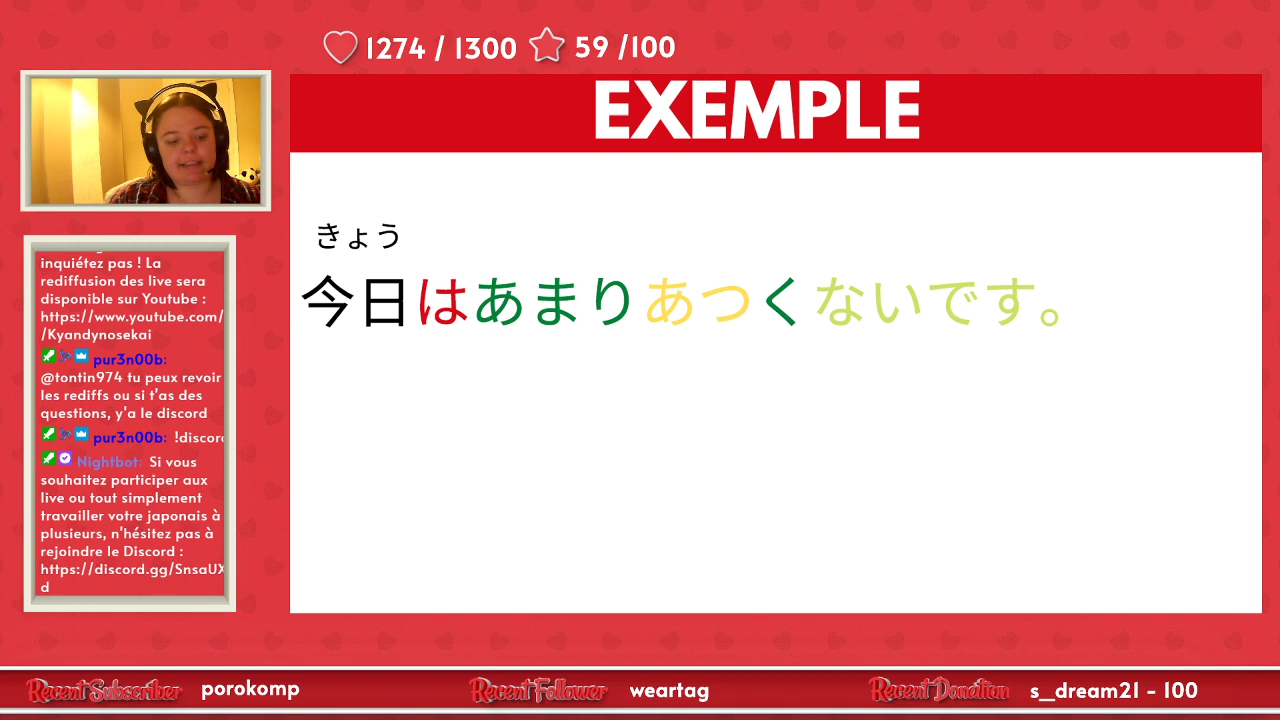 1274 / 1300 59 /100
EXEMPLE
きょう
今日はあまりあつくないです。
inquiétez pas ! La
rediffusion des live sera
disponible sur Youtube :
https://www.youtube.com/
/Kyandynosekai
pur3n00b:
@tontin974 tu peux revoir
les rediffs ou si t'as des
questions, y'a le discord
pur3n00b: !discord
Nightbot: Si vous
souhaitez participer aux
live ou tout simplement
travailler votre japonais à
plusieurs, n'hésitez pas à
rejoindre le Discord :
https://discord.gg/SnsaUX
d
Recent Subscriber porokomp Recent Follower weartag Recent Donation s_dream21 - 100